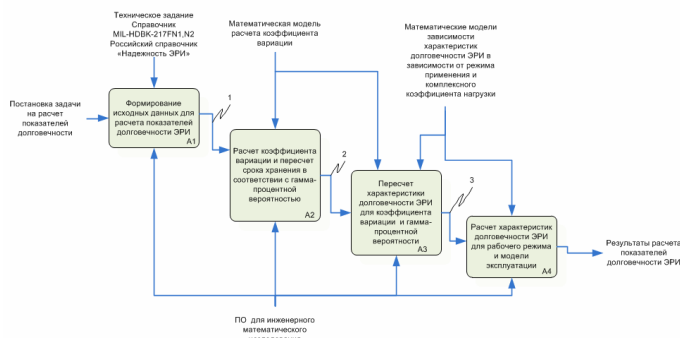 Техническое задание
Справочник
MIL-HDBK-217FN1,N2
Российский справочник
«Надежность ЭРИ»
Математическая модель
расчета коэффициента
вариации
Математические модели
зависимости
характеристик
долговечности ЭРИ в
зависимости от режима
применения и
комплексного
коэффициента нагрузки
Постановка задачи
на расчет
показателей
долговечности
Формирование
исходных данных для
расчета показателей
долговечности ЭРИ
А1
1
Расчет коэффициента
вариации и пересчет
срока хранения в
соответствии с гамма-
процентной
вероятностью
А2
2
Пересчет
характеристики
долговечности ЭРИ
для коэффициента
вариации и гамма-
процентной
вероятности
А3
3
Расчет характеристик
долговечности ЭРИ
для рабочего режима
и модели
эксплуатации
А4
Результаты расчета
показателей
долговечности ЭРИ
ПО для инженерного
математического